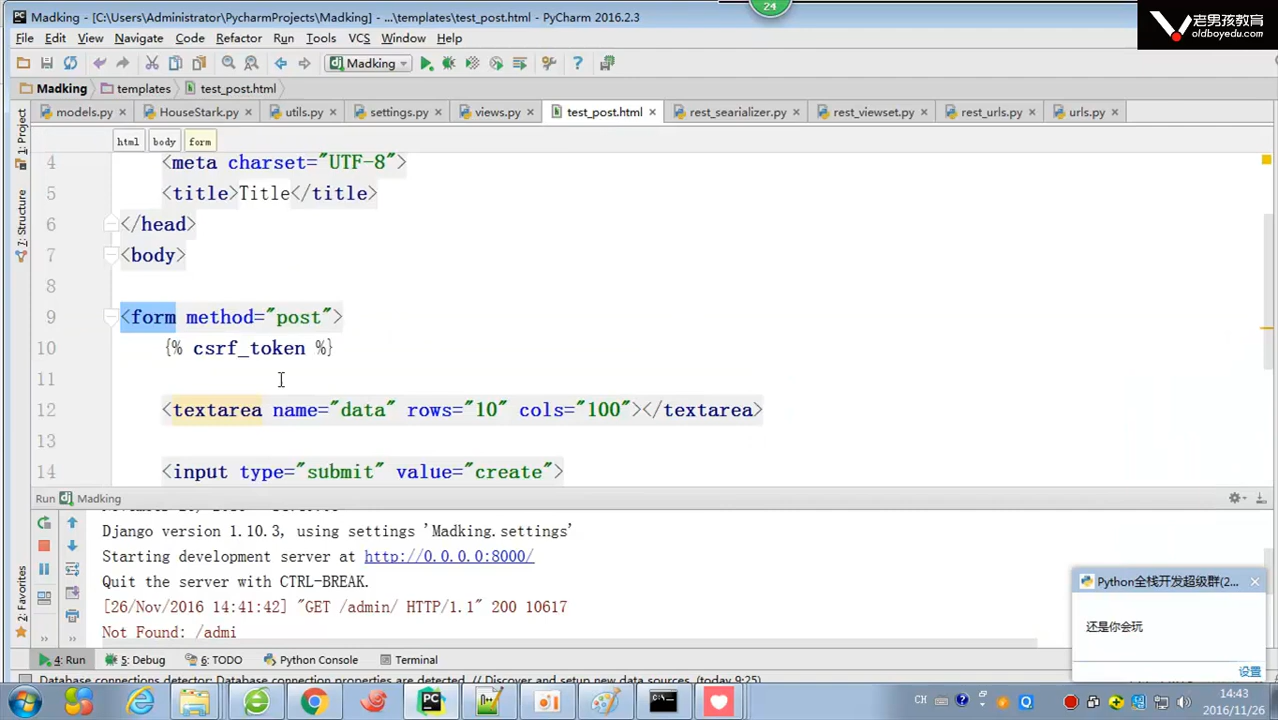 24
Madking - [C:\Users\Administrator\PycharmProjects\Madking] - ...\templates\test_post.html - PyCharm 2016.2.3
老男孩教育
oldboyedu.com
File Edit View Navigate Code Refactor Run Tools VCS Window Help
Madking
Madking templates test_post.html
models.py HouseStark.py utils.py settings.py views.py test_post.html rest_searializer.py rest_viewset.py rest_urls.py urls.py
1: Project
7: Structure
2: Favorites
html body form
4 <meta charset="UTF-8">
5 <title>Title</title>
6 </head>
7 <body>
8
9 <form method="post">
10 {% csrf_token %}
11
12 <textarea name="data" rows="10" cols="100"></textarea>
13
14 <input type="submit" value="create">
Run Madking
Django version 1.10.3, using settings 'Madking.settings'
Starting development server at http://0.0.0.0:8000/
Quit the server with CTRL-BREAK.
[26/Nov/2016 14:41:42] "GET /admin/ HTTP/1.1" 200 10617
Not Found: /admi
Python全栈开发超级群(2...
还是你会玩
设置
4: Run 5: Debug 6: TODO Python Console Terminal
Database connections detector: Database connection properties are detected. // Discover and setup new data sources. (today 9:25)
CH
14:43
2016/11/26